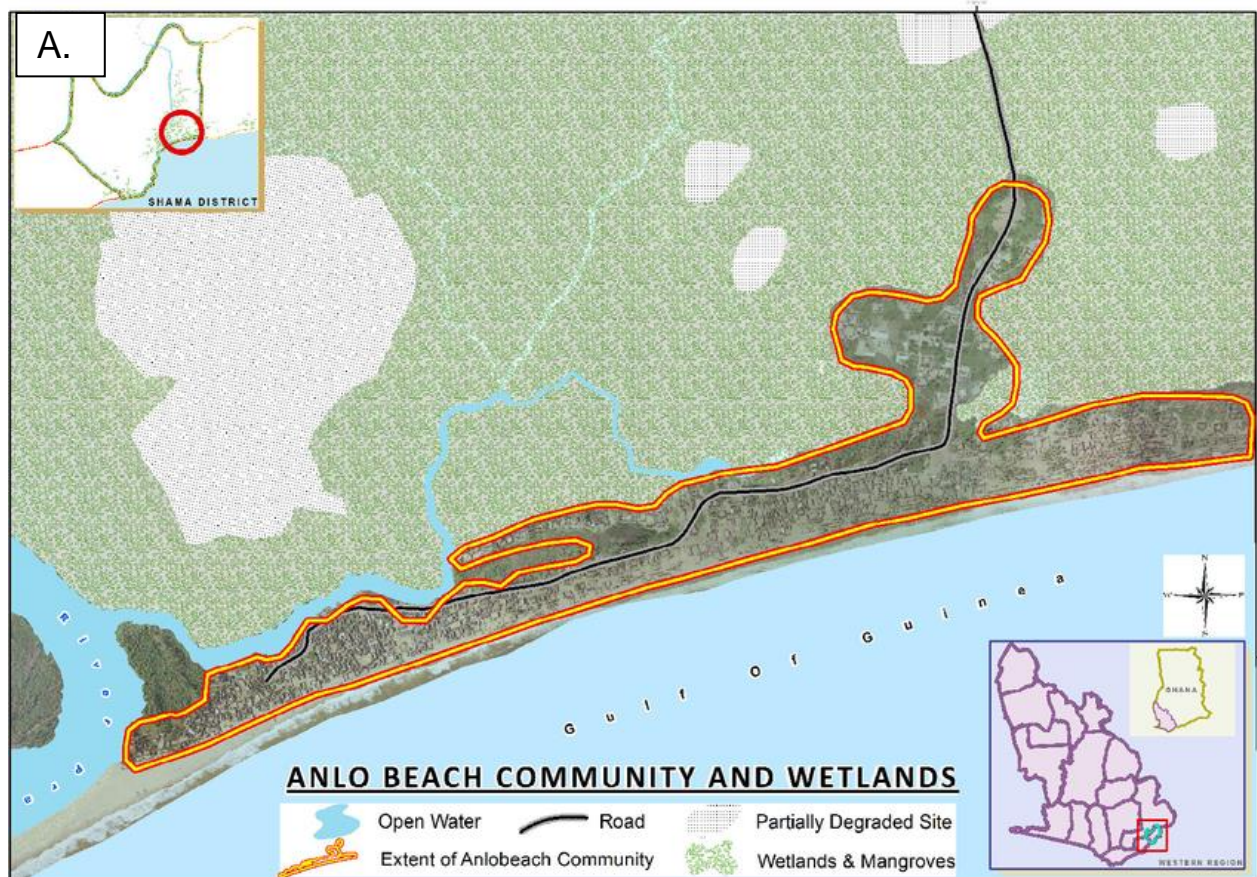 A.
SHAMA DISTRICT
River Pra
Gulf Of Guinea
N
W
S
GHANA
WESTERN REGION
ANLO BEACH COMMUNITY AND WETLANDS
Open Water
Road
Partially Degraded Site
Extent of Anlobeach Community
Wetlands & Mangroves